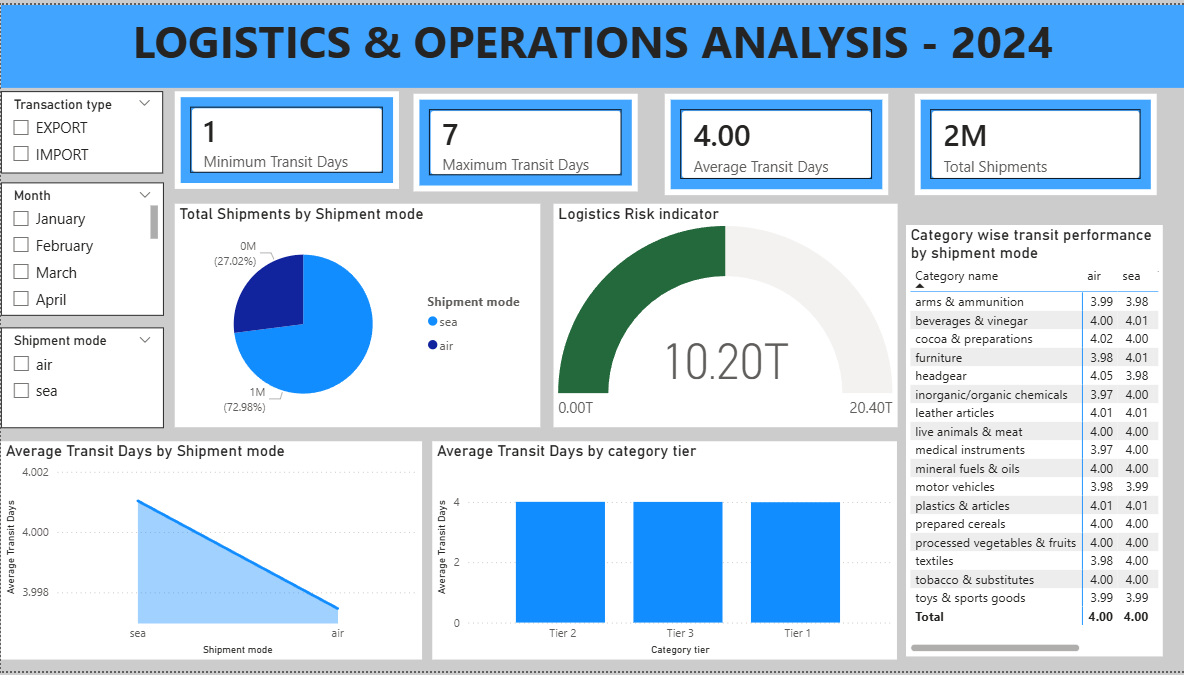 LOGISTICS & OPERATIONS ANALYSIS - 2024
Transaction type
EXPORT
IMPORT
Month
January
February
March
April
Shipment mode
air
sea
1
Minimum Transit Days
7
Maximum Transit Days
4.00
Average Transit Days
2M
Total Shipments
Total Shipments by Shipment mode
0M
(27.02%)
1M
(72.98%)
Shipment mode
sea
air
Logistics Risk indicator
10.20T
0.00T
20.40T
Category wise transit performance
by shipment mode
Category name air sea
arms & ammunition 3.99 3.98
beverages & vinegar 4.00 4.01
cocoa & preparations 4.02 4.00
furniture 3.98 4.01
headgear 4.05 3.98
inorganic/organic chemicals 3.97 4.00
leather articles 4.01 4.01
live animals & meat 4.00 4.00
medical instruments 3.97 4.00
mineral fuels & oils 4.00 4.00
motor vehicles 3.98 3.99
plastics & articles 4.01 4.01
prepared cereals 4.00 4.00
processed vegetables & fruits 4.00 4.00
textiles 3.98 4.00
tobacco & substitutes 4.00 4.00
toys & sports goods 3.99 3.99
Total 4.00 4.00
Average Transit Days by Shipment mode
Average Transit Days
4.002
4.000
3.998
sea
air
Shipment mode
Average Transit Days by category tier
Average Transit Days
4
2
0
Tier 2
Tier 3
Tier 1
Category tier